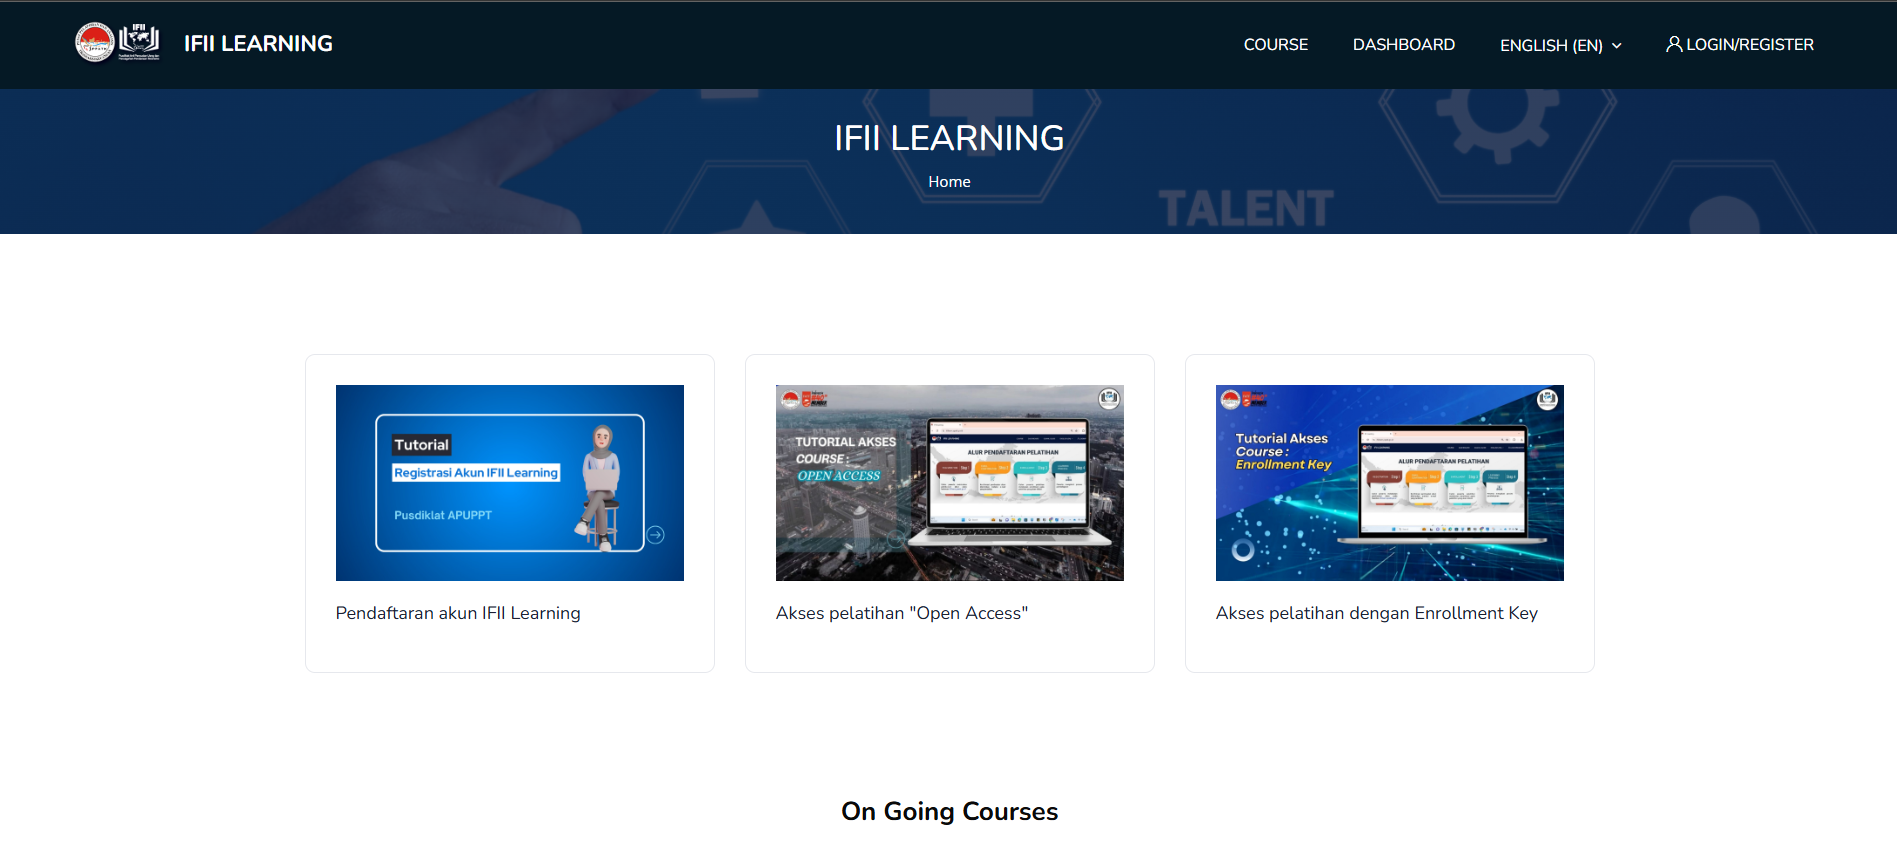 IFII
IFII LEARNING
COURSE
DASHBOARD
ENGLISH (EN)
LOGIN/REGISTER
IFII LEARNING
Home
TALENT
Tutorial
Registrasi Akun IFII Learning
Pusdiklat APUPPT
Pendaftaran akun IFII Learning
TUTORIAL AKSES
COURSE :
OPEN ACCESS
ALUR PENDAFTARAN PELATIHAN
Akses pelatihan "Open Access"
Tutorial Akses
Course :
Enrollment Key
ALUR PENDAFTARAN PELATIHAN
Akses pelatihan dengan Enrollment Key
On Going Courses